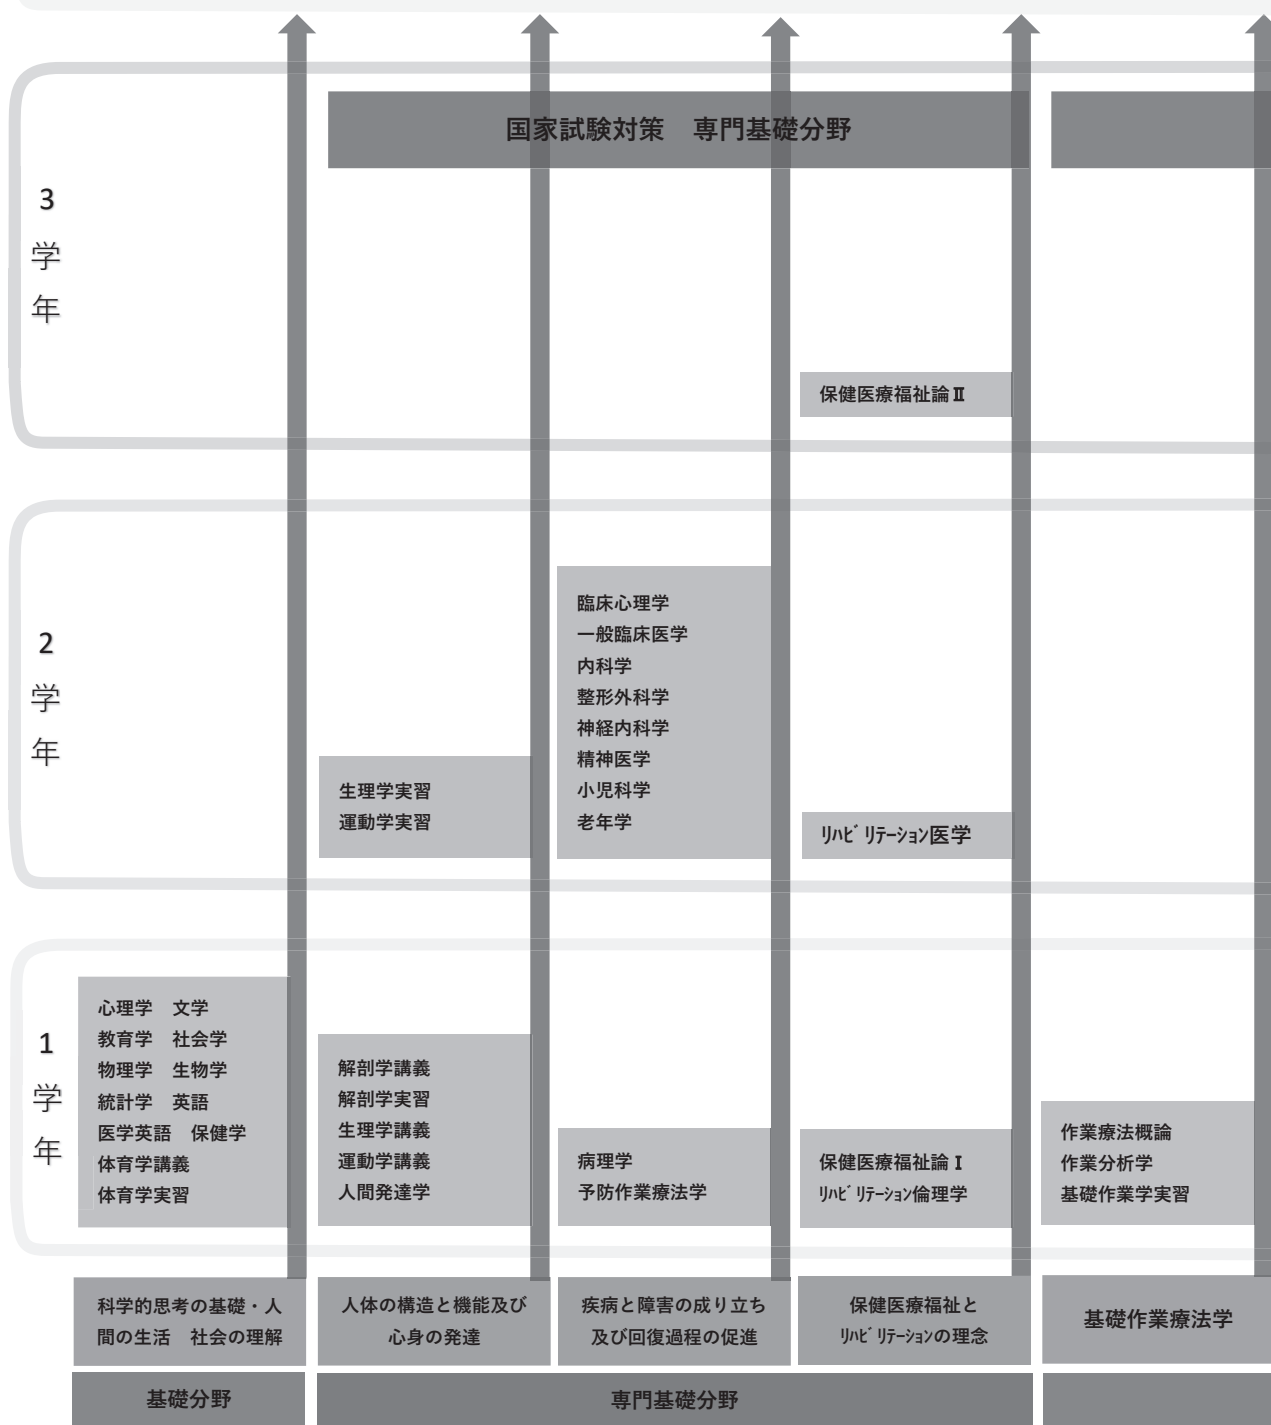 国家試験対策　専門基礎分野
3
学
年
保健医療福祉論Ⅱ
2
学
年
生理学実習
運動学実習
臨床心理学
一般臨床医学
内科学
整形外科学
神経内科学
精神医学
小児科学
老年学
ﾘﾊﾋﾞﾘﾃｰｼｮﾝ医学
1
学
年
心理学　文学
教育学　社会学
物理学　生物学
統計学　英語
医学英語　保健学
体育学講義
体育学実習
解剖学講義
解剖学実習
生理学講義
運動学講義
人間発達学
病理学
予防作業療法学
保健医療福祉論Ⅰ
ﾘﾊﾋﾞﾘﾃｰｼｮﾝ倫理学
作業療法概論
作業分析学
基礎作業学実習
科学的思考の基礎・人
間の生活　社会の理解
人体の構造と機能及び
心身の発達
疾病と障害の成り立ち
及び回復過程の促進
保健医療福祉と
ﾘﾊﾋﾞﾘﾃｰｼｮﾝの理念
基礎作業療法学
基礎分野
専門基礎分野